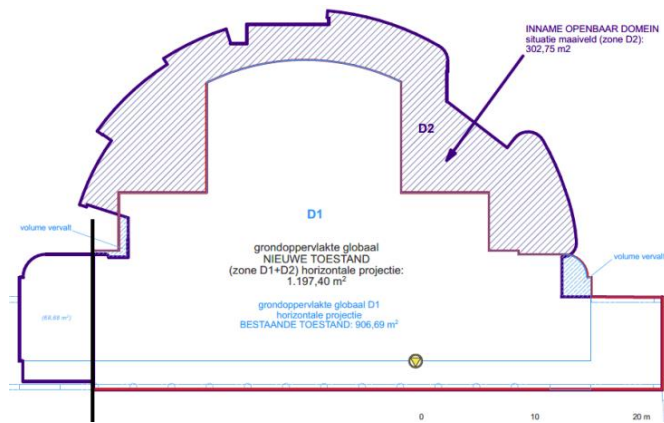 INNAME OPENBAAR DOMEIN
situatie maaiveld (zone D2):
302,75 m2
D2
D1
volume vervalt
grondoppervlakte globaal
NIEUWE TOESTAND
(zone D1+D2) horizontale projectie:
1.197,40 m²
volume vervalt
grondoppervlakte globaal D1
horizontale projectie
BESTAANDE TOESTAND: 906,69 m²
0
10
20 m